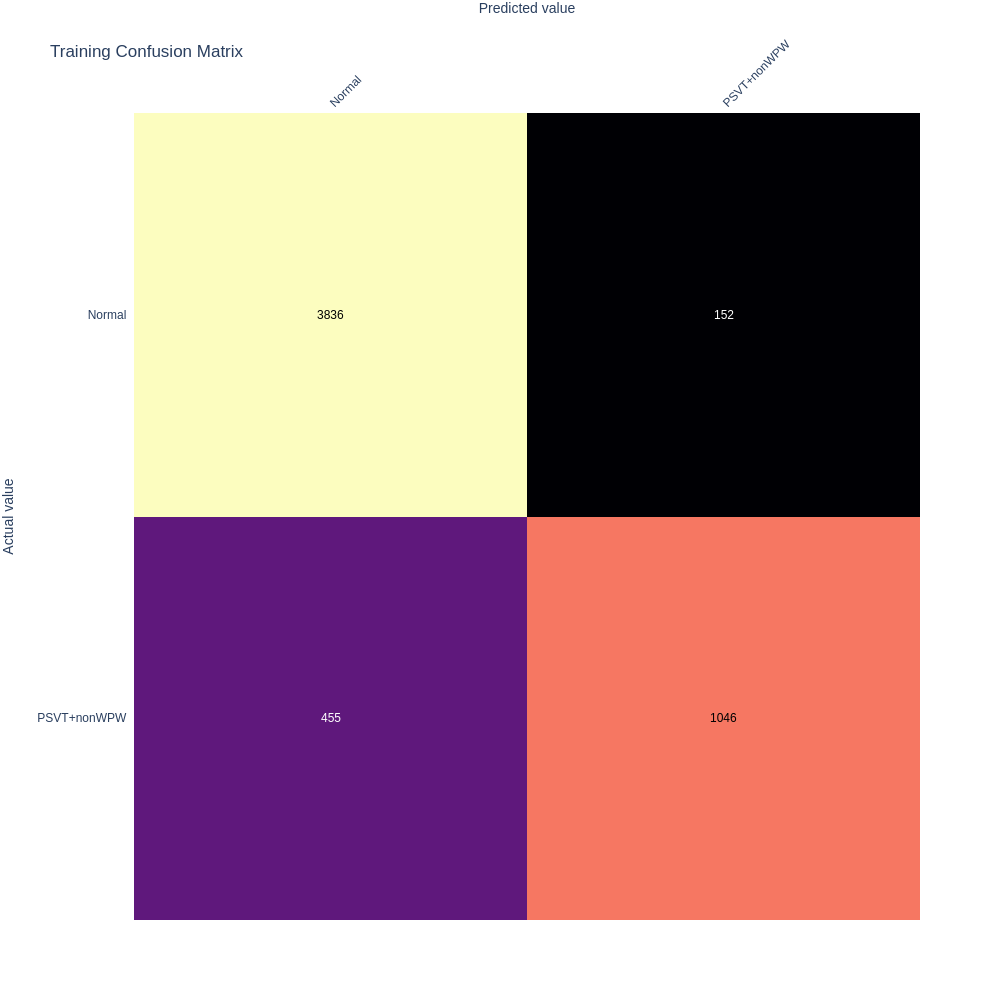 Predicted value
Training Confusion Matrix
Normal
PSVT+nonWPW
Normal
3836
152
Actual value
PSVT+nonWPW
455
1046